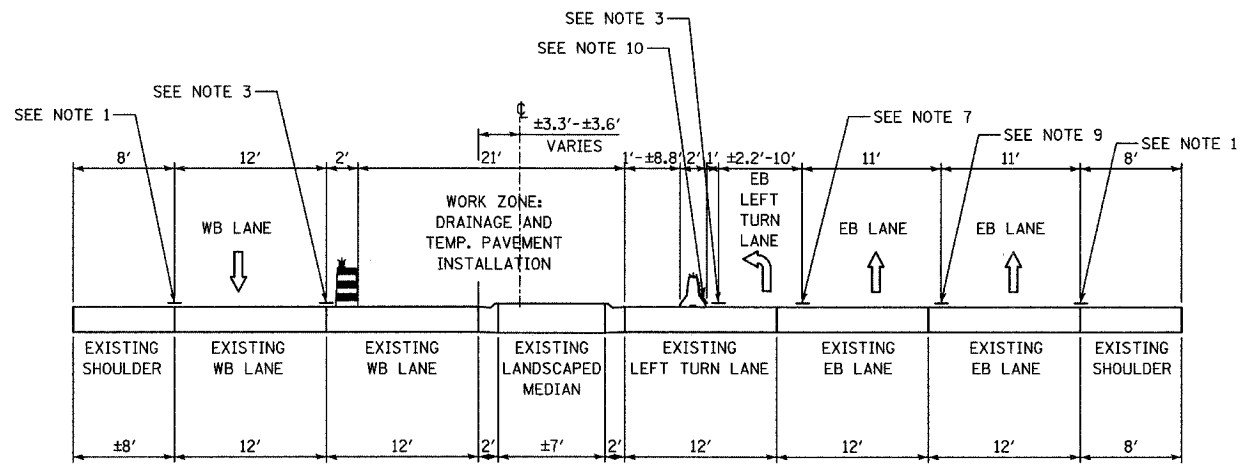 SEE NOTE 3
SEE NOTE 10
SEE NOTE 1
SEE NOTE 3
℄
±3.3'-±3.6'
VARIES
SEE NOTE 7
SEE NOTE 9
SEE NOTE 1
8' 12' 2' 21' 1'-±8.8' 2' 1' ±2.2'-10' 11' 11' 8'
WB LANE
WORK ZONE:
DRAINAGE AND
TEMP. PAVEMENT
INSTALLATION
EB
LEFT
TURN
LANE
EB LANE
EB LANE
EXISTING
SHOULDER
EXISTING
WB LANE
EXISTING
WB LANE
EXISTING
LANDSCAPED
MEDIAN
EXISTING
LEFT TURN LANE
EXISTING
EB LANE
EXISTING
EB LANE
EXISTING
SHOULDER
±8' 12' 12' 2' ±7' 2' 12' 12' 12' 8'